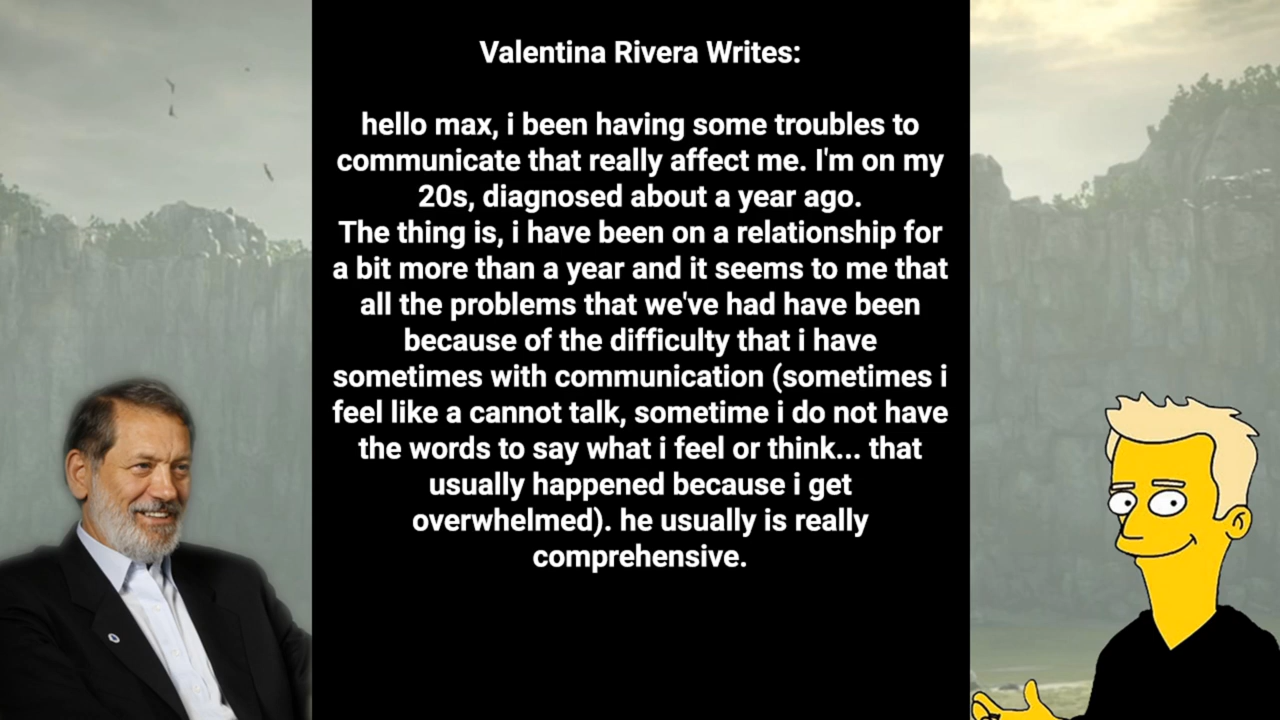 Valentina Rivera Writes:
hello max, i been having some troubles to
communicate that really affect me. I'm on my
20s, diagnosed about a year ago.
The thing is, i have been on a relationship for
a bit more than a year and it seems to me that
all the problems that we've had have been
because of the difficulty that i have
sometimes with communication (sometimes i
feel like a cannot talk, sometime i do not have
the words to say what i feel or think... that
usually happened because i get
overwhelmed). he usually is really
comprehensive.